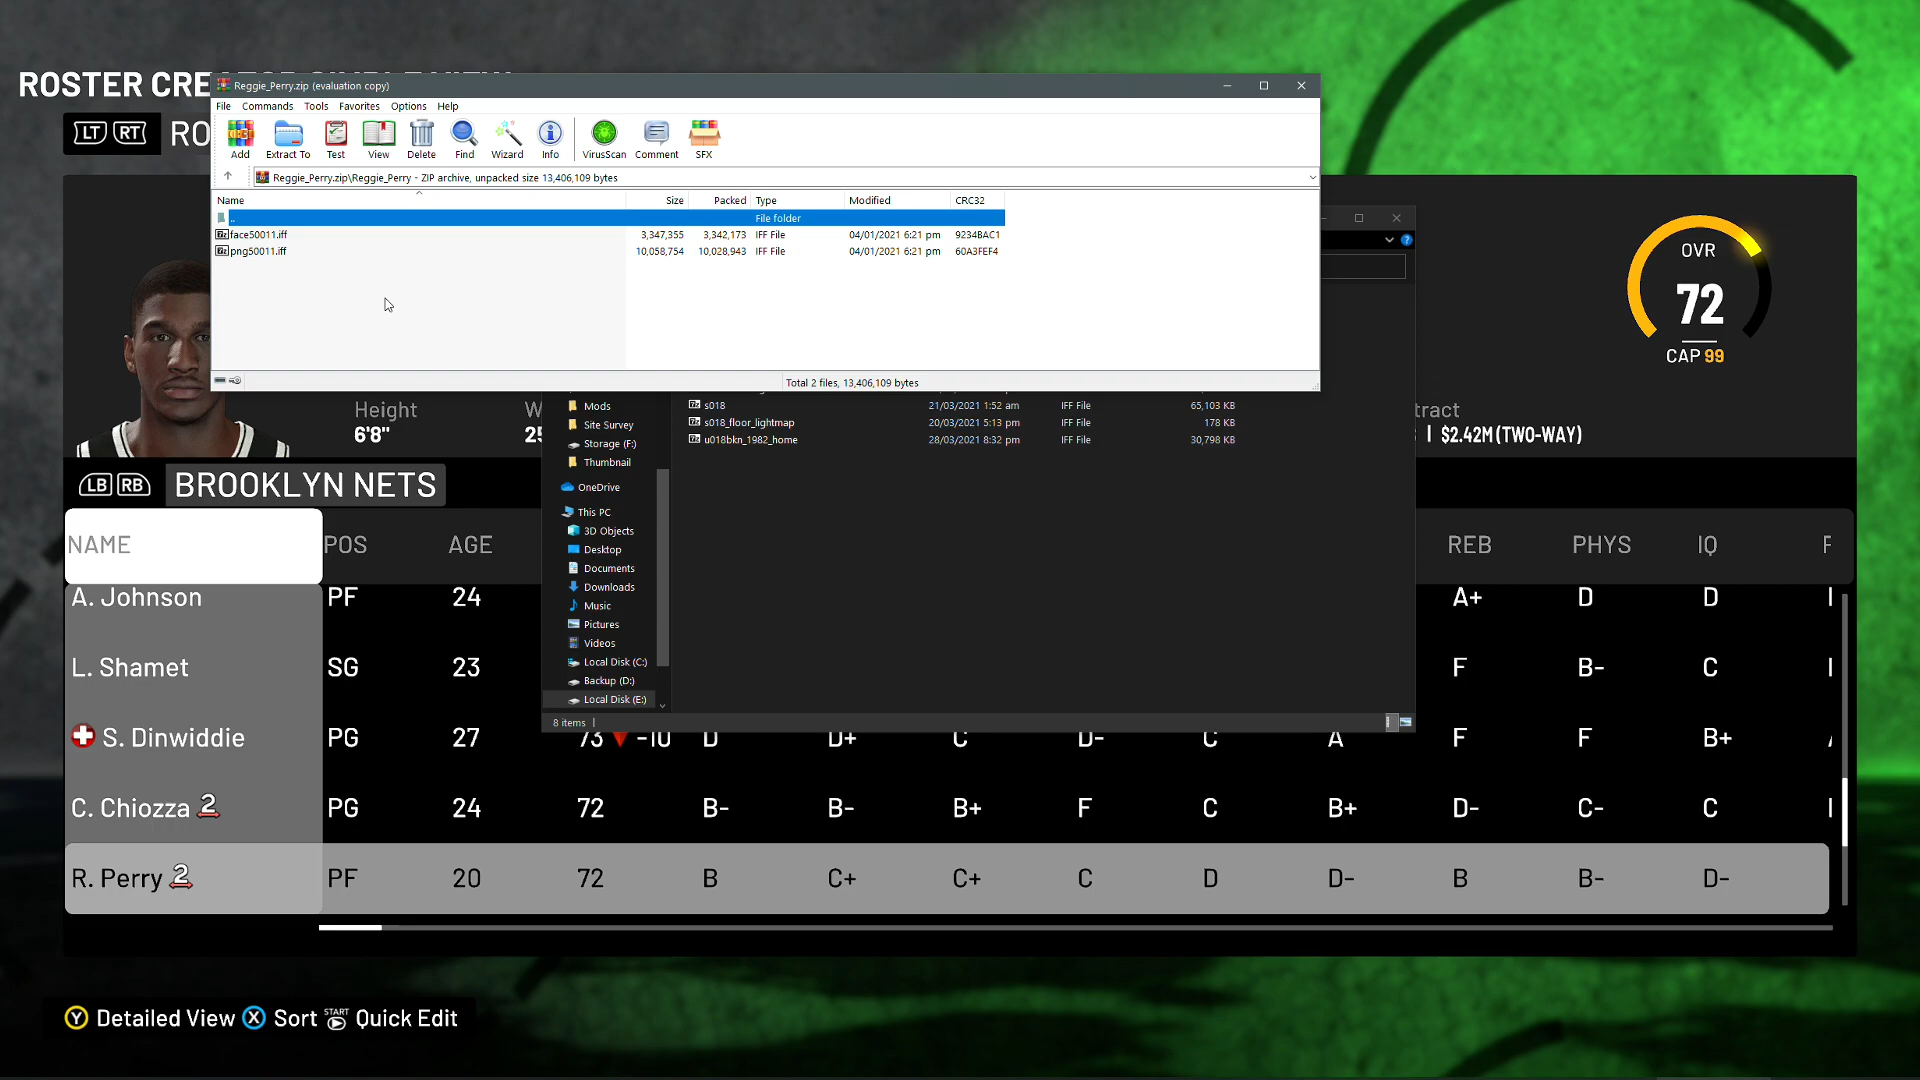 ROSTER CRE
LT RT RO
Reggie_Perry.zip (evaluation copy)
File Commands Tools Favorites Options Help
Add Extract To Test View Delete Find Wizard Info VirusScan Comment SFX
Reggie_Perry.zip\Reggie_Perry - ZIP archive, unpacked size 13,406,109 bytes
Name Size Packed Type Modified CRC32
.. File folder
face50011.iff 3,347,355 3,342,173 IFF File 04/01/2021 6:21 pm 9234BAC1
png50011.iff 10,058,754 10,028,943 IFF File 04/01/2021 6:21 pm 60A3FEF4
Total 2 files, 13,406,109 bytes
OVR
72
CAP 99
Height W
6'8" 25
tract
| $2.42M(TWO-WAY)
Mods s018 21/03/2021 1:52 am IFF File 65,103 KB
Site Survey s018_floor_lightmap 20/03/2021 5:13 pm IFF File 178 KB
Storage (F:) u018bkn_1982_home 28/03/2021 8:32 pm IFF File 30,798 KB
Thumbnail
OneDrive
This PC
3D Objects
Desktop
Documents
Downloads
Music
Pictures
Videos
Local Disk (C:)
Backup (D:)
Local Disk (E:)
8 items
LB RB BROOKLYN NETS
NAME POS AGE REB PHYS IQ
A. Johnson PF 24 A+ D D
L. Shamet SG 23 F B- C
S. Dinwiddie PG 27 73 -10 D D+ C D- C A F F B+
C. Chiozza 2 PG 24 72 B- B- B+ F C B+ D- C- C
R. Perry 2 PF 20 72 B C+ C+ C D D- B B- D-
Y Detailed View X Sort START Quick Edit